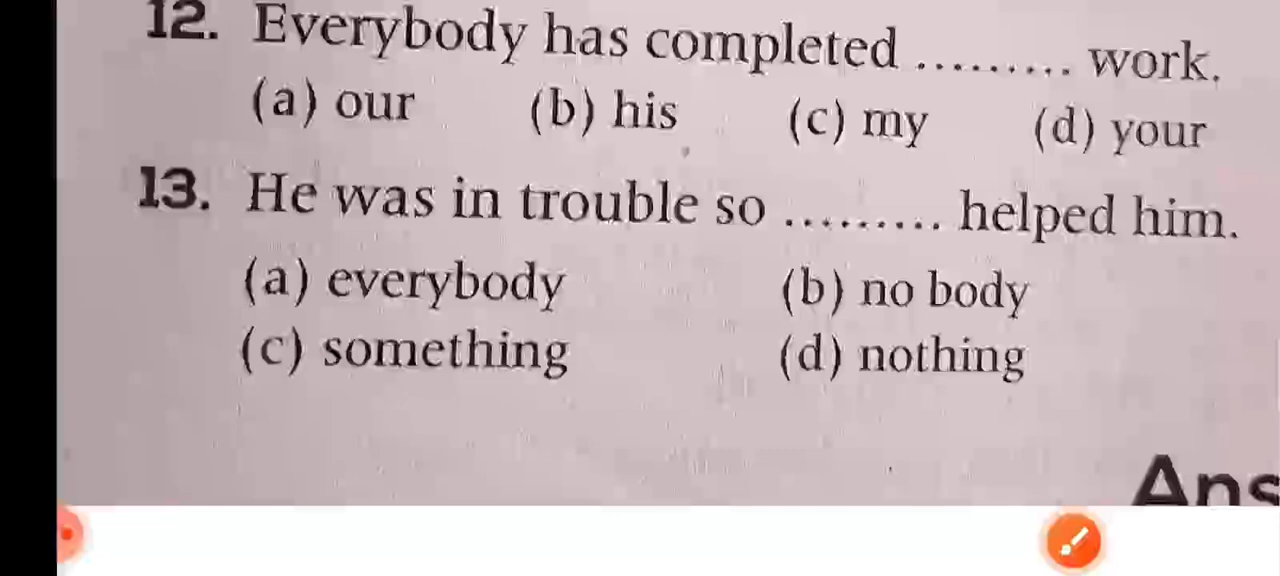 12. Everybody has completed ......... work.
(a) our (b) his (c) my (d) your
13. He was in trouble so ......... helped him.
(a) everybody (b) no body
(c) something (d) nothing
Ans